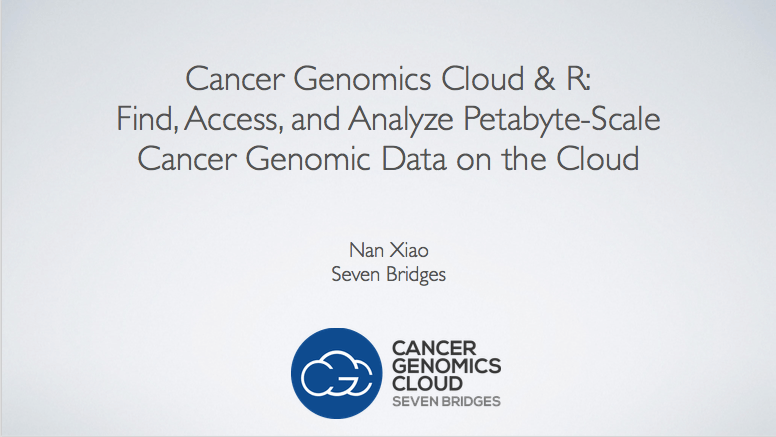 Cancer Genomics Cloud & R:
Find, Access, and Analyze Petabyte-Scale
Cancer Genomic Data on the Cloud
Nan Xiao
Seven Bridges
CGC
CANCER
GENOMICS
CLOUD
SEVEN BRIDGES